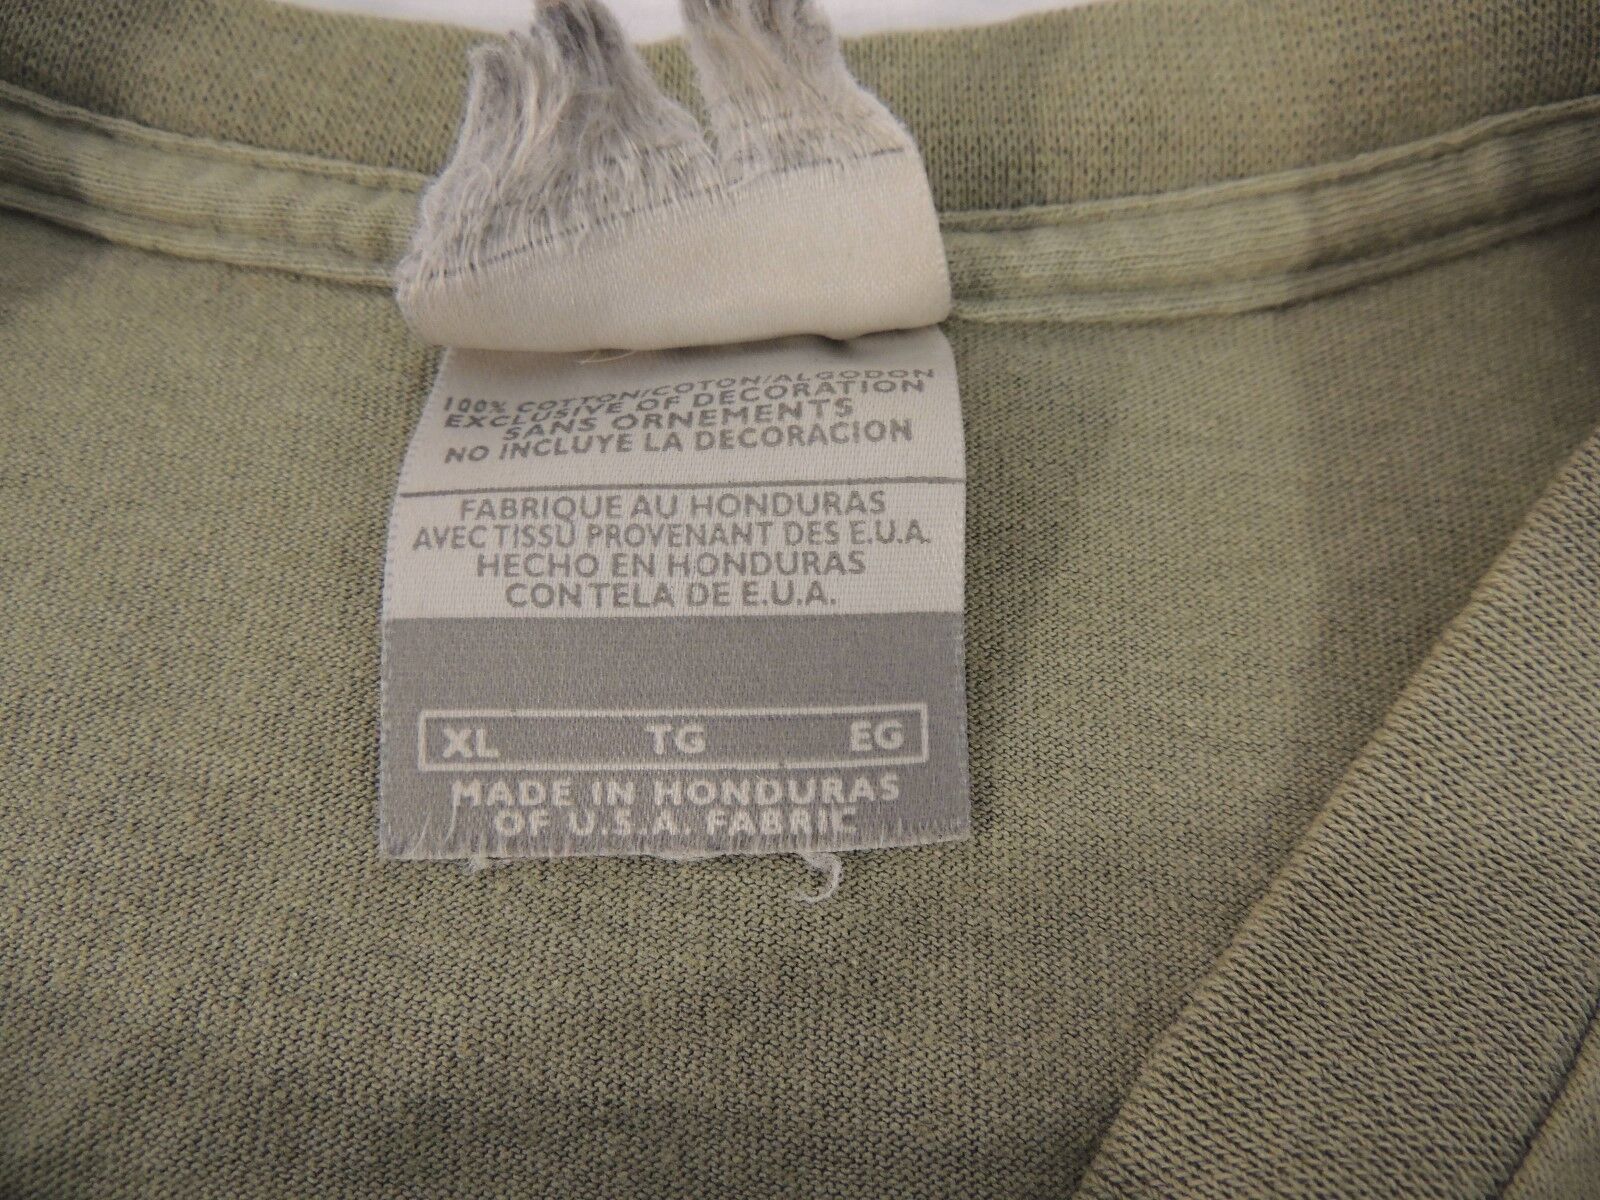 100% COTTON/COTON/ALGODON
EXCLUSIVE OF DECORATION
SANS ORNEMENTS
NO INCLUYE LA DECORACION
FABRIQUE AU HONDURAS
AVEC TISSU PROVENANT DES E.U.A.
HECHO EN HONDURAS
CON TELA DE E.U.A.
XL TG EG
MADE IN HONDURAS
OF U.S.A. FABRIC